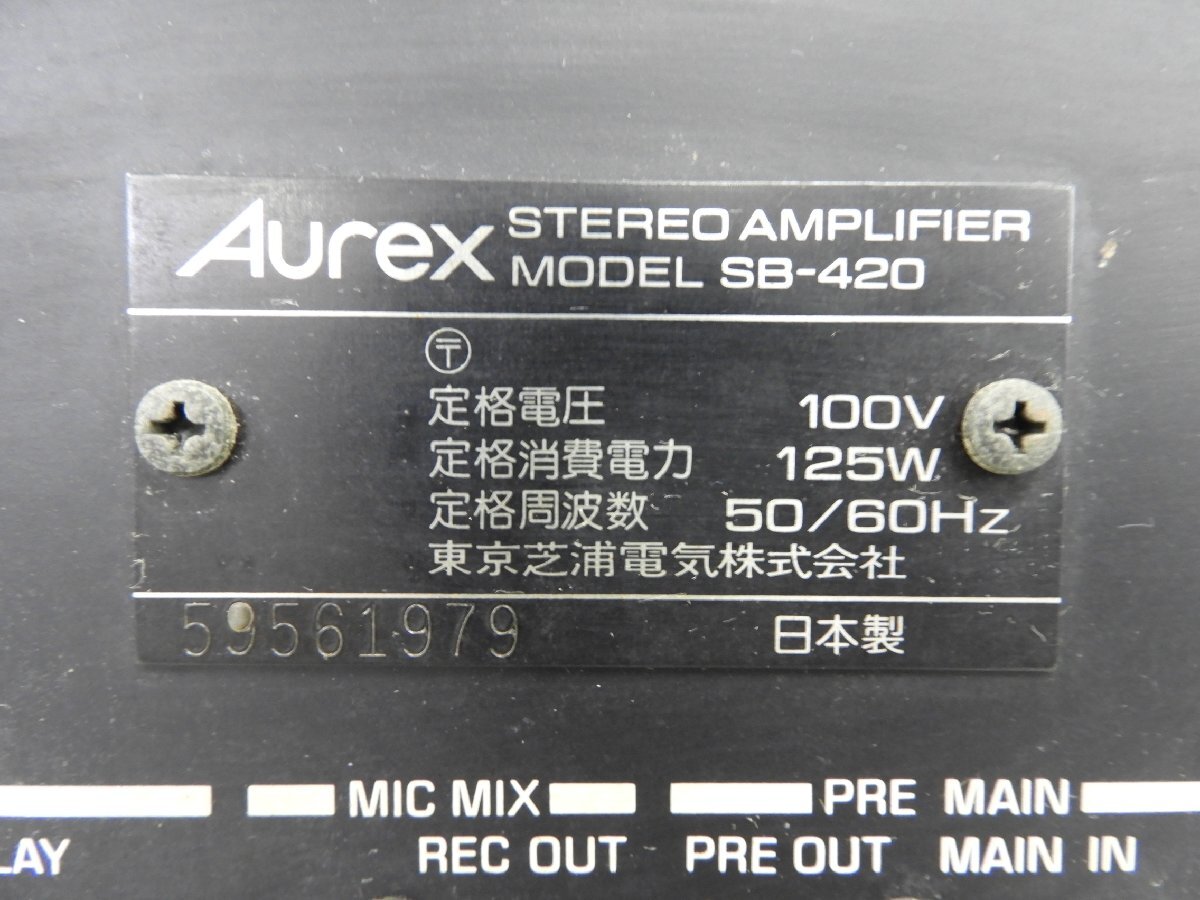 Aurex STEREO AMPLIFIER
MODEL SB-420
〒
定格電圧 100V
定格消費電力 125W
定格周波数 50/60Hz
東京芝浦電気株式会社
59561979 日本製
MIC MIX PRE MAIN
LAY REC OUT PRE OUT MAIN IN